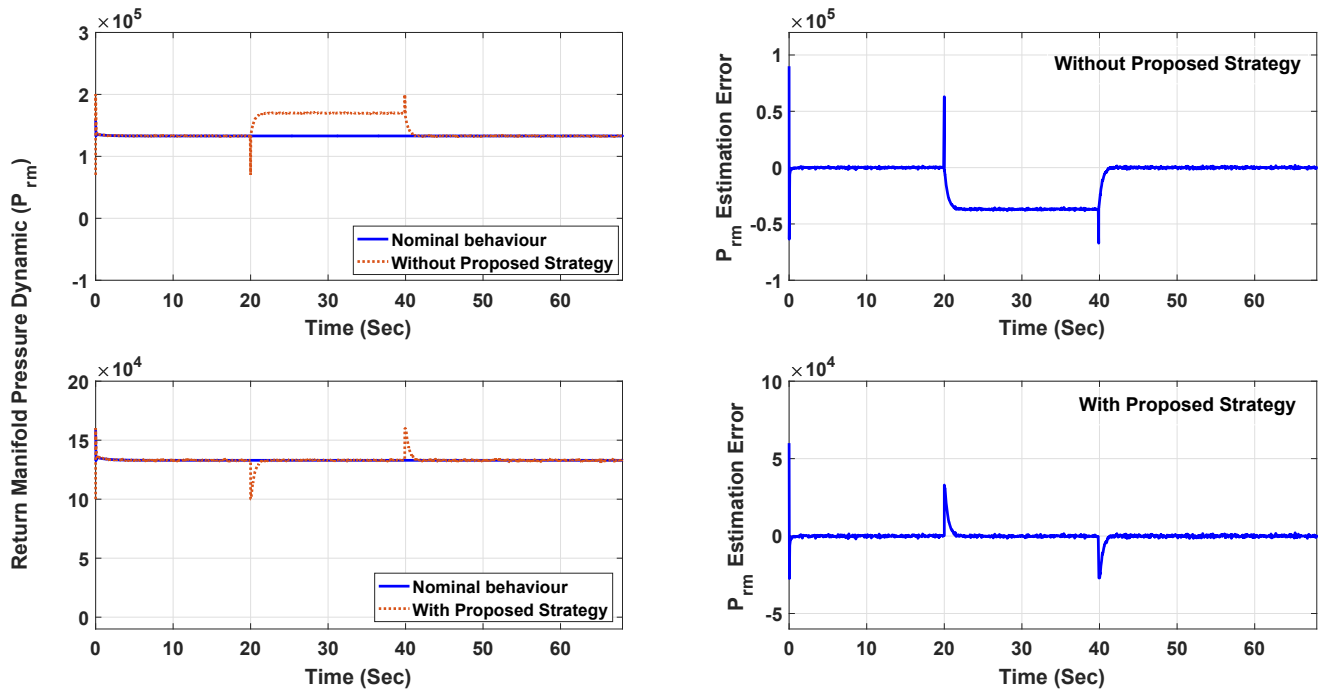 Return Manifold Pressure Dynamic (P_rm)
×10^5
3
2
1
0
-1
0 10 20 30 40 50 60
Time (Sec)
Nominal behaviour
Without Proposed Strategy
×10^5
P_rm Estimation Error
1
0.5
0
-0.5
-1
0 10 20 30 40 50 60
Time (Sec)
Without Proposed Strategy
×10^4
20
15
10
5
0
0 10 20 30 40 50 60
Time (Sec)
Nominal behaviour
With Proposed Strategy
×10^4
P_rm Estimation Error
10
5
0
-5
0 10 20 30 40 50 60
Time (Sec)
With Proposed Strategy